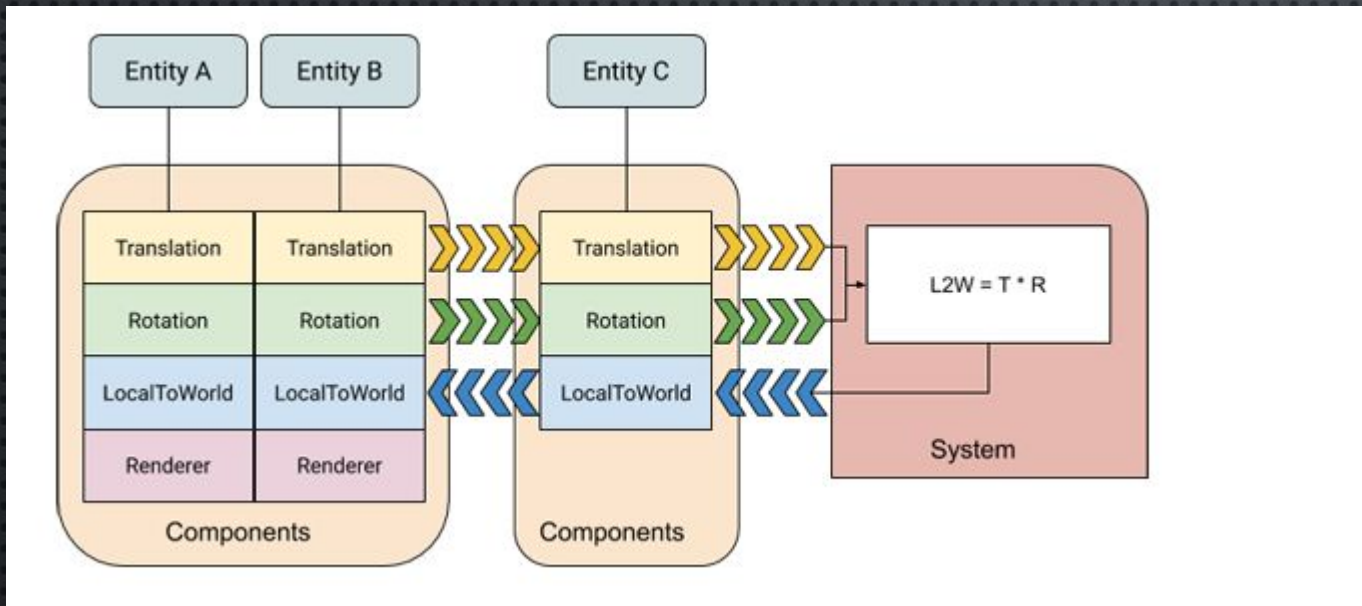 Entity A
Entity B
Entity C
Translation
Translation
Translation
Rotation
Rotation
Rotation
LocalToWorld
LocalToWorld
LocalToWorld
Renderer
Renderer
Components
Components
L2W = T * R
System